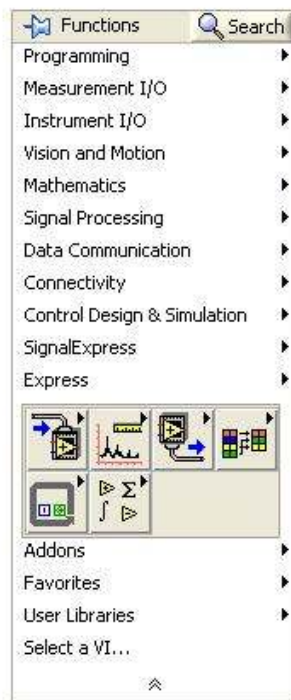 Functions Search
Programming
Measurement I/O
Instrument I/O
Vision and Motion
Mathematics
Signal Processing
Data Communication
Connectivity
Control Design & Simulation
SignalExpress
Express
Addons
Favorites
User Libraries
Select a VI...